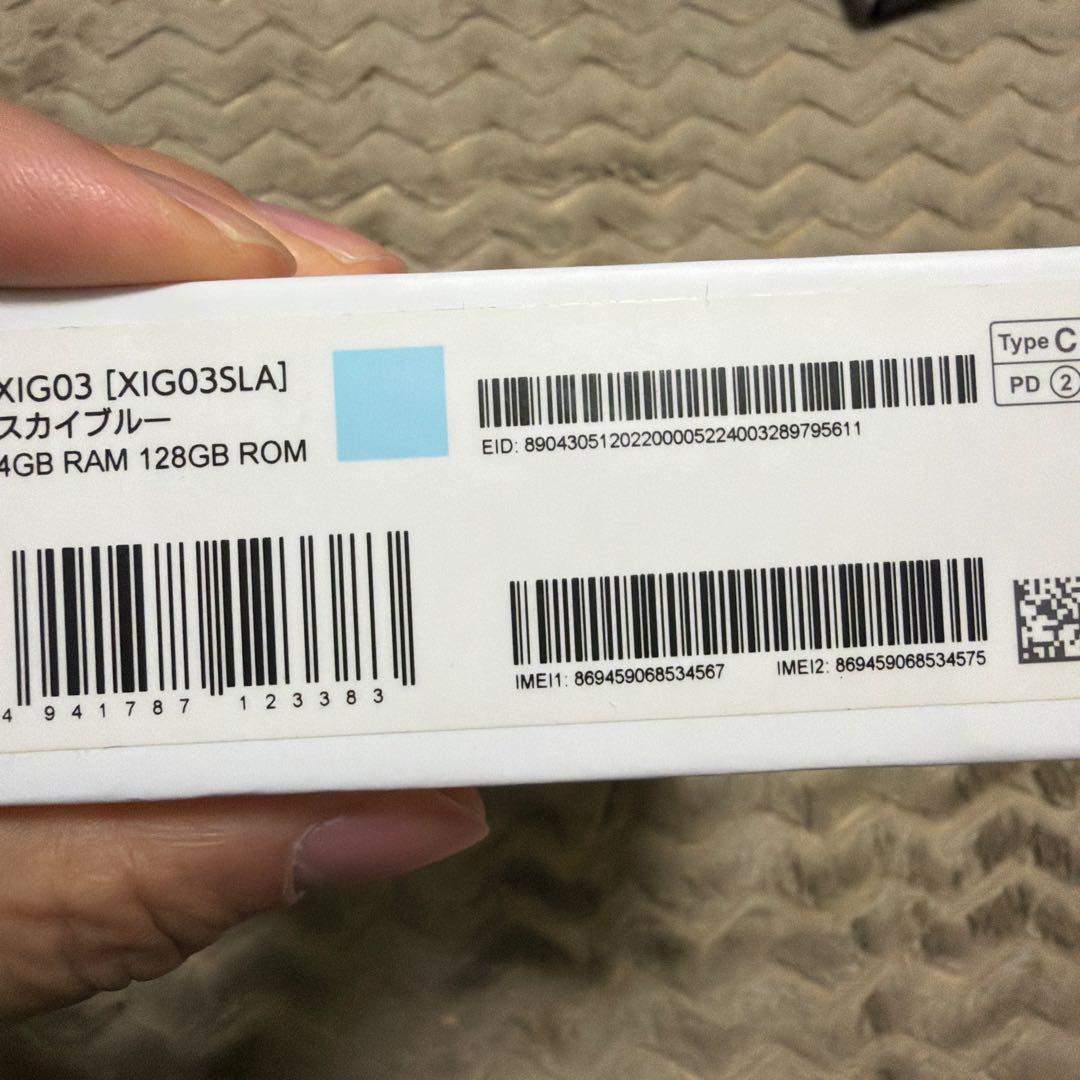 XIG03 [XIG03SLA]
スカイブルー
4GB RAM 128GB ROM
EID: 89043051202200005224003289795611
Type C
PD 2
4 941787 123383
IMEI1: 869459068534567
IMEI2: 869459068534575